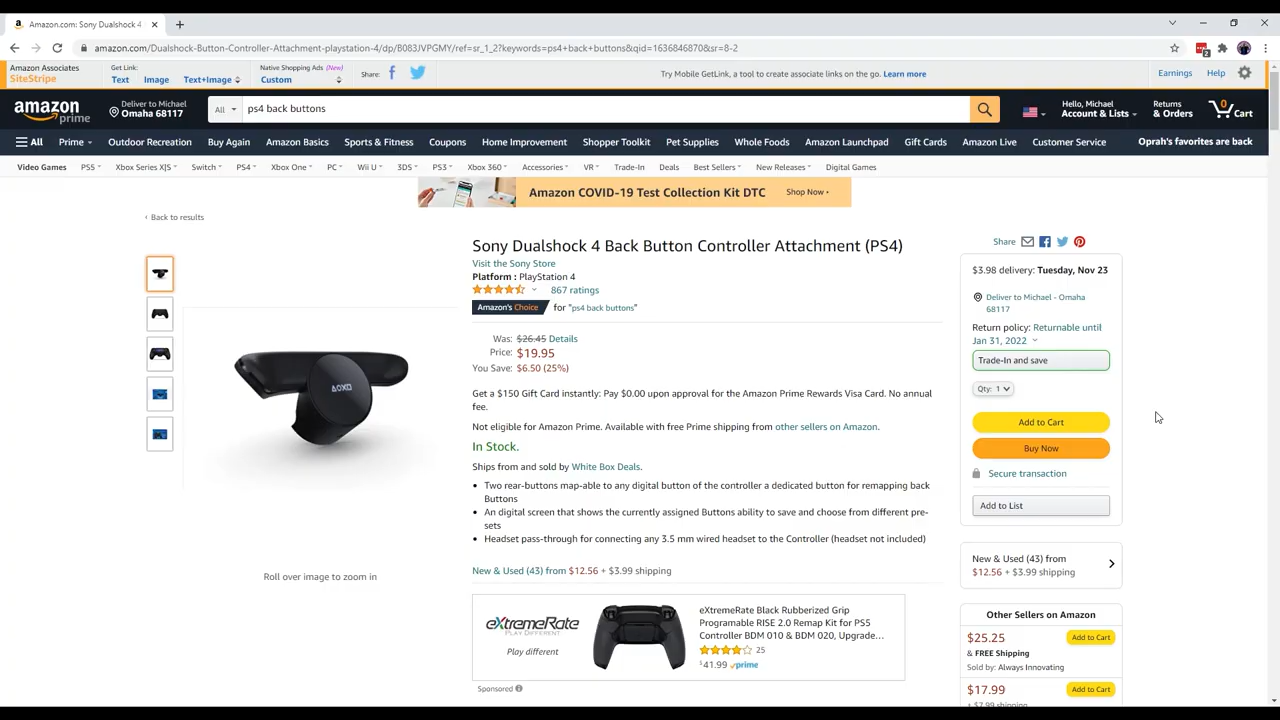 Amazon.com: Sony Dualshock 4
amazon.com/Dualshock-Button-Controller-Attachment-playstation-4/dp/B083JVPGMY/ref=sr_1_2?keywords=ps4+back+buttons&qid=1636846870&sr=8-2
2
Amazon Associates
SiteStripe
Get Link:
Text Image Text+Image
Native Shopping Ads (New)
Custom
Share:
Try Mobile GetLink, a tool to create associate links on the go. Learn more
Earnings Help
amazon prime
Deliver to Michael
Omaha 68117
All ps4 back buttons
Hello, Michael
Account & Lists
Returns
& Orders
0 Cart
All Prime Outdoor Recreation Buy Again Amazon Basics Sports & Fitness Coupons Home Improvement Shopper Toolkit Pet Supplies Whole Foods Amazon Launchpad Gift Cards Amazon Live Customer Service Oprah's favorites are back
Video Games PS5 Xbox Series X|S Switch PS4 Xbox One PC Wii U 3DS PS3 Xbox 360 Accessories VR Trade-In Deals Best Sellers New Releases Digital Games
Amazon COVID-19 Test Collection Kit DTC Shop Now
‹ Back to results
Sony Dualshock 4 Back Button Controller Attachment (PS4)
Visit the Sony Store
Platform : PlayStation 4
867 ratings
Amazon's Choice for "ps4 back buttons"
Was: $26.45 Details
Price: $19.95
You Save: $6.50 (25%)
Get a $150 Gift Card instantly: Pay $0.00 upon approval for the Amazon Prime Rewards Visa Card. No annual
fee.
Not eligible for Amazon Prime. Available with free Prime shipping from other sellers on Amazon.
In Stock.
Ships from and sold by White Box Deals.
• Two rear-buttons map-able to any digital button of the controller a dedicated button for remapping back
Buttons
• An digital screen that shows the currently assigned Buttons ability to save and choose from different pre-
sets
• Headset pass-through for connecting any 3.5 mm wired headset to the Controller (headset not included)
New & Used (43) from $12.56 + $3.99 shipping
Roll over image to zoom in
eXtremeRate
PLAY DIFFERENT
Play different
eXtremeRate Black Rubberized Grip
Programable RISE 2.0 Remap Kit for PS5
Controller BDM 010 & BDM 020, Upgrade...
25
$41.99 prime
Sponsored
Share
$3.98 delivery: Tuesday, Nov 23
Deliver to Michael - Omaha
68117
Return policy: Returnable until
Jan 31, 2022
Trade-In and save
Qty: 1
Add to Cart
Buy Now
Secure transaction
Add to List
New & Used (43) from
$12.56 + $3.99 shipping
Other Sellers on Amazon
$25.25 Add to Cart
& FREE Shipping
Sold by: Always Innovating
$17.99 Add to Cart
+ $7.99 shipping